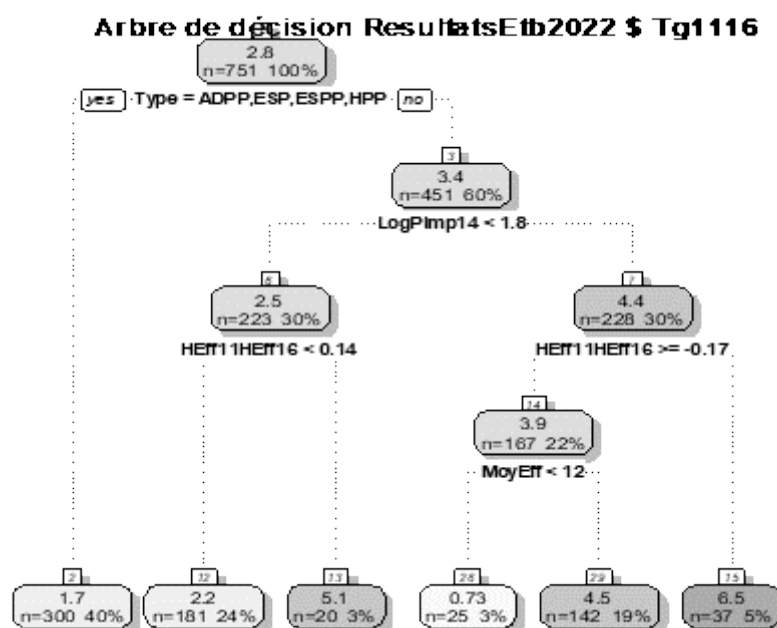 Arbre de décision ResultatsEtb2022 $ Tg1116
2.8
n=751 100%
yes Type = ADPP,ESP,ESPP,HPP no
3
3.4
n=451 60%
LogPImp14 < 1.8
6
2.5
n=223 30%
7
4.4
n=228 30%
HEff11HEff16 < 0.14
HEff11HEff16 >= -0.17
14
3.9
n=167 22%
MoyEff < 12
2
1.7
n=300 40%
12
2.2
n=181 24%
13
5.1
n=20 3%
28
0.73
n=25 3%
29
4.5
n=142 19%
15
6.5
n=37 5%